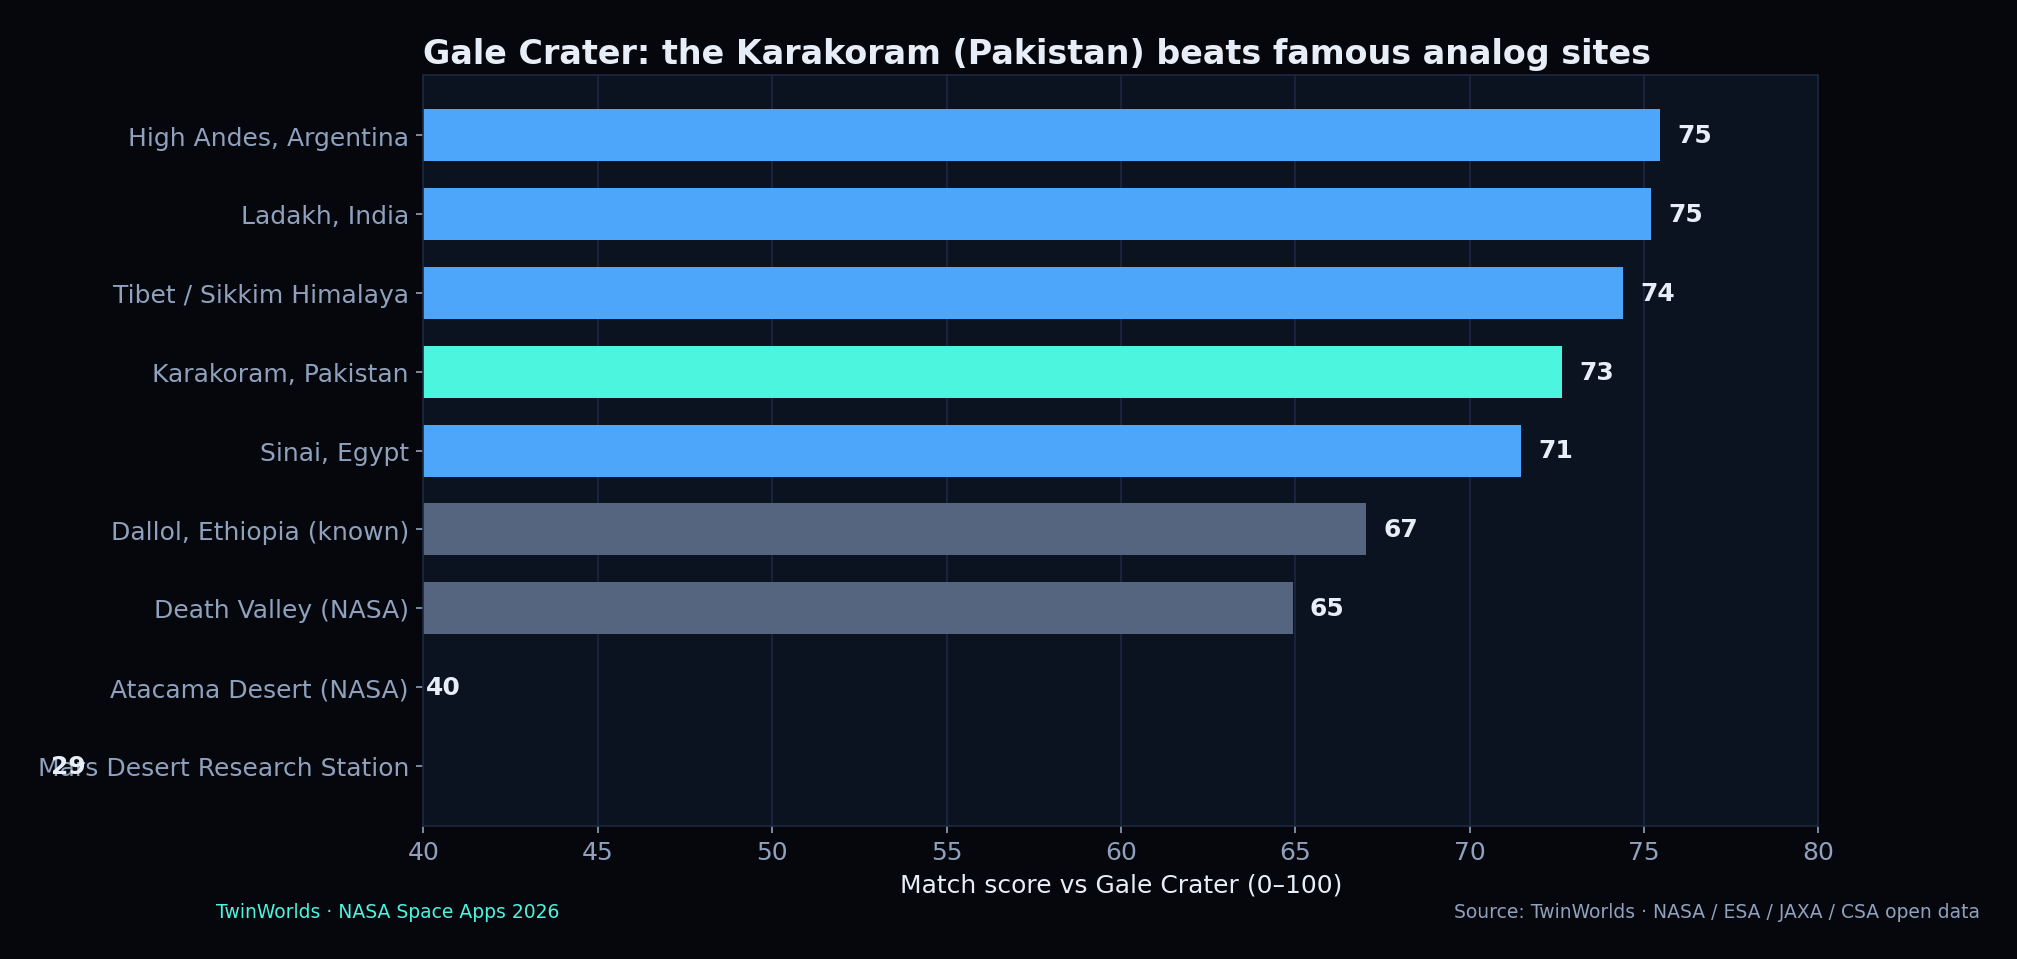 Gale Crater: the Karakoram (Pakistan) beats famous analog sites
High Andes, Argentina 75
Ladakh, India 75
Tibet / Sikkim Himalaya 74
Karakoram, Pakistan 73
Sinai, Egypt 71
Dallol, Ethiopia (known) 67
Death Valley (NASA) 65
Atacama Desert (NASA) 40
Mars Desert Research Station 29
40 45 50 55 60 65 70 75 80
Match score vs Gale Crater (0–100)
TwinWorlds · NASA Space Apps 2026
Source: TwinWorlds · NASA / ESA / JAXA / CSA open data